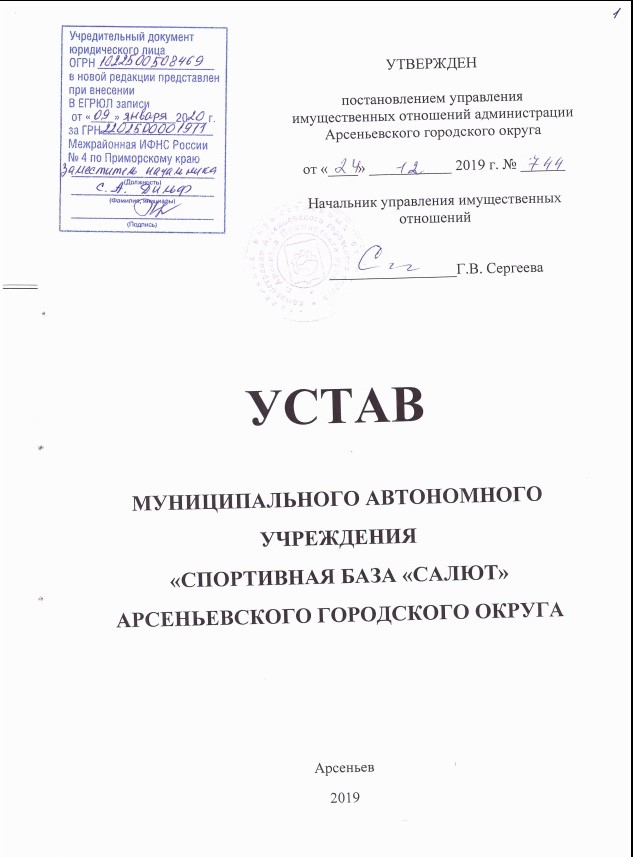 1
Учредительный документ
юридического лица
ОГРН 1022500508469
в новой редакции представлен
при внесении
В ЕГРЮЛ записи
от «09» января 2020 г.
за ГРН 2202500001911
Межрайонная ИФНС России
№ 4 по Приморскому краю
Заместитель начальника
(Должность)
С. А.
(Фамилия, инициалы)
(Подпись)
УТВЕРЖДЕН
постановлением управления
имущественных отношений администрации
Арсеньевского городского округа
от «24» 12 2019 г. № 744
Начальник управления имущественных
отношений
Г.В. Сергеева
УСТАВ
МУНИЦИПАЛЬНОГО АВТОНОМНОГО
УЧРЕЖДЕНИЯ
«СПОРТИВНАЯ БАЗА «САЛЮТ»
АРСЕНЬЕВСКОГО ГОРОДСКОГО ОКРУГА
Арсеньев
2019